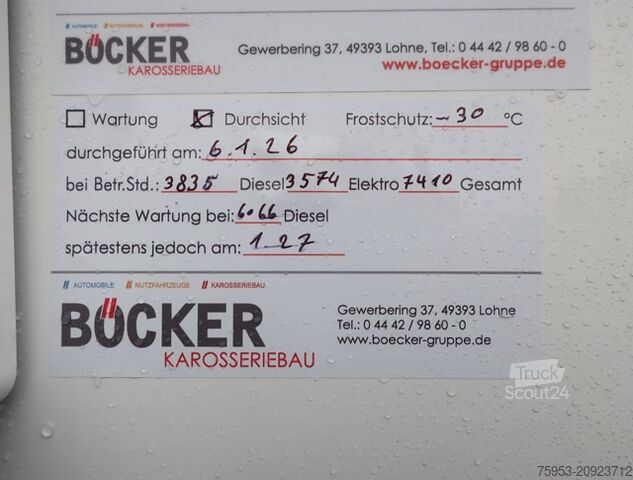 AUTOMOBILE NUTZFAHRZEUGE KAROSSERIEBAU
BÖCKER
KAROSSERIEBAU
Gewerbering 37, 49393 Lohne, Tel.: 0 44 42 / 98 60 - 0
www.boecker-gruppe.de
Wartung Durchsicht Frostschutz: -30 °C
durchgeführt am: 6.1.26
bei Betr.Std.: 3835 Diesel 3574 Elektro 7410 Gesamt
Nächste Wartung bei: 6066 Diesel
spätestens jedoch am: 1.27
AUTOMOBILE NUTZFAHRZEUGE KAROSSERIEBAU
BÖCKER
KAROSSERIEBAU
Gewerbering 37, 49393 Lohne
Tel.: 0 44 42 / 98 60 - 0
www.boecker-gruppe.de
Truck
Scout24
75953-20923712